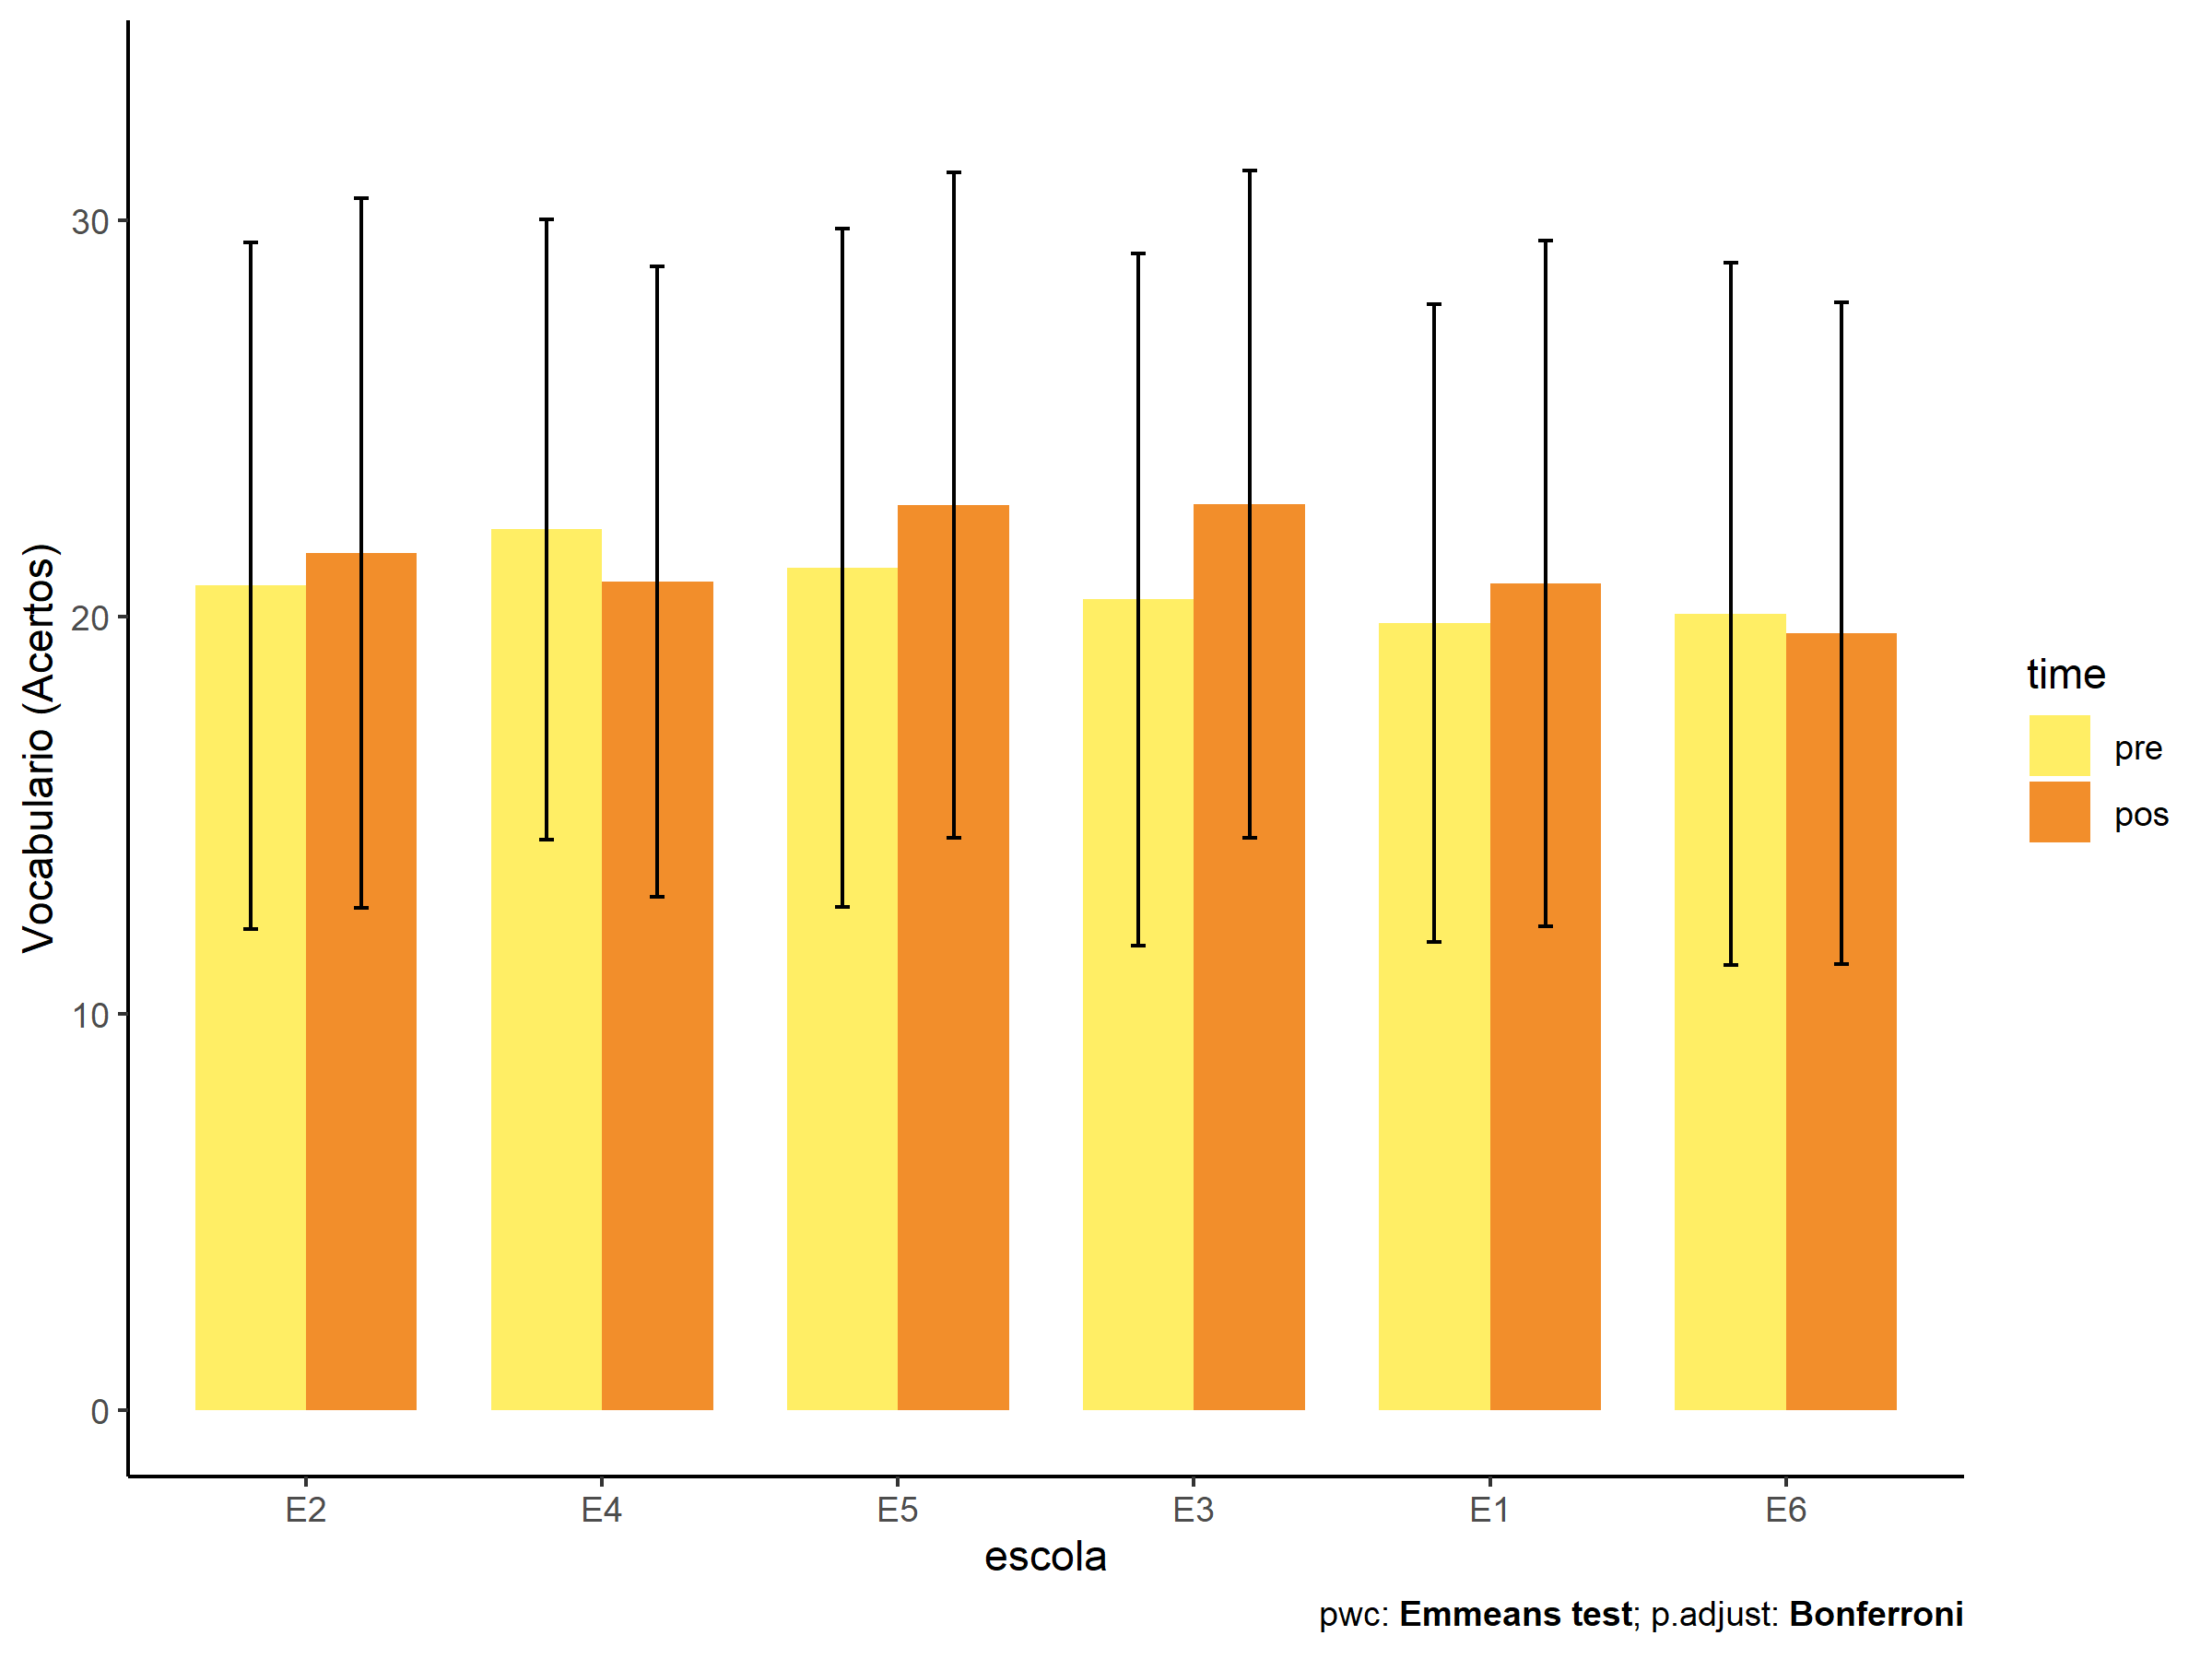 Vocabulario (Acertos)
30
20
10
0
E2 E4 E5 E3 E1 E6
escola
time
pre
pos
pwc: Emmeans test; p.adjust: Bonferroni